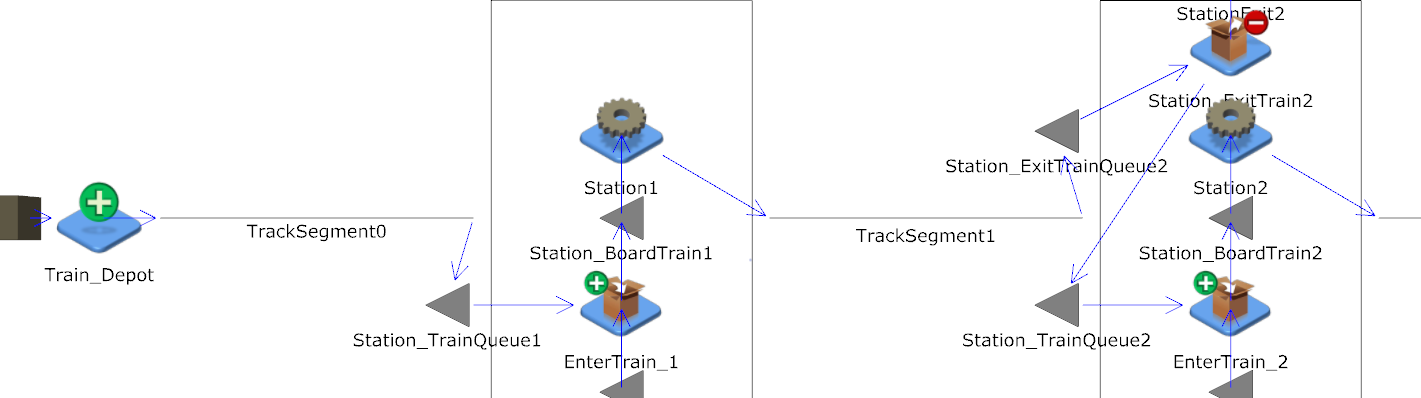 StationExit2
Station_ExitTrain2
Station_ExitTrainQueue2
Station1
Station2
TrackSegment0
TrackSegment1
Station_BoardTrain1
Station_BoardTrain2
Train_Depot
Station_TrainQueue1
Station_TrainQueue2
EnterTrain_1
EnterTrain_2